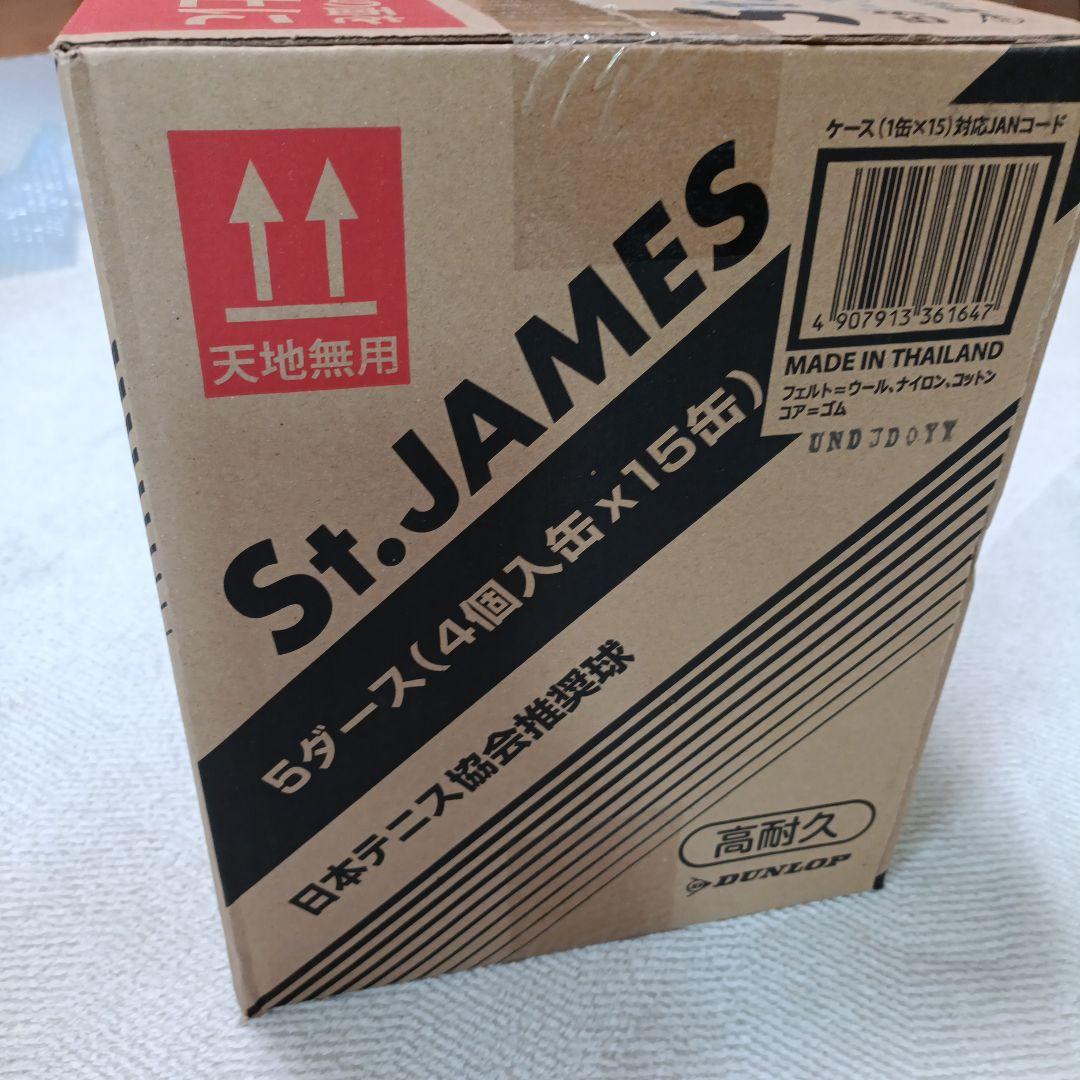 天地無用
St.JAMES
ケース(1缶×15)対応JANコード
4 907913 361647
MADE IN THAILAND
フェルト=ウール、ナイロン、コットン
コア=ゴム
5ダース(4個入缶x15缶)
日本テニス協会推奨球
高耐久
DUNLOP